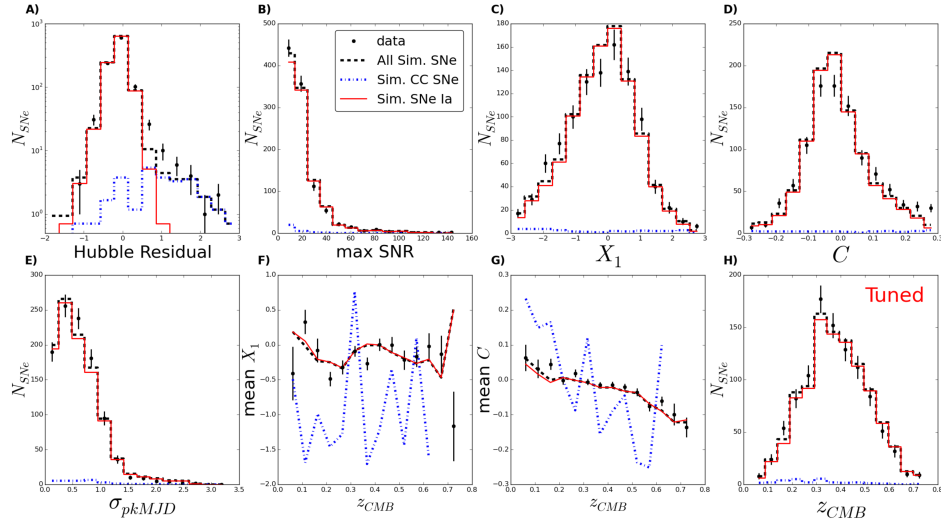 A)
10³
10²
10¹
10⁰
N_SNe
−2 −1 0 1 2
Hubble Residual
B)
500
400
300
200
100
0
N_SNe
0 20 40 60 80 100 120 140 160
max SNR
data
All Sim. SNe
Sim. CC SNe
Sim. SNe Ia
C)
180
160
140
120
100
80
60
40
20
0
N_SNe
−3 −2 −1 0 1 2 3
X₁
D)
250
200
150
100
50
0
N_SNe
−0.3 −0.2 −0.1 0.0 0.1 0.2 0.3
C
E)
300
250
200
150
100
50
0
N_SNe
0.0 0.5 1.0 1.5 2.0 2.5 3.0 3.5
σ_pkMJD
F)
1.0
0.5
0.0
−0.5
−1.0
−1.5
−2.0
mean X₁
0.0 0.1 0.2 0.3 0.4 0.5 0.6 0.7 0.8
z_CMB
G)
0.3
0.2
0.1
0.0
−0.1
−0.2
−0.3
mean C
0.0 0.1 0.2 0.3 0.4 0.5 0.6 0.7 0.8
z_CMB
H)
Tuned
200
150
100
50
0
N_SNe
0.0 0.1 0.2 0.3 0.4 0.5 0.6 0.7 0.8
z_CMB